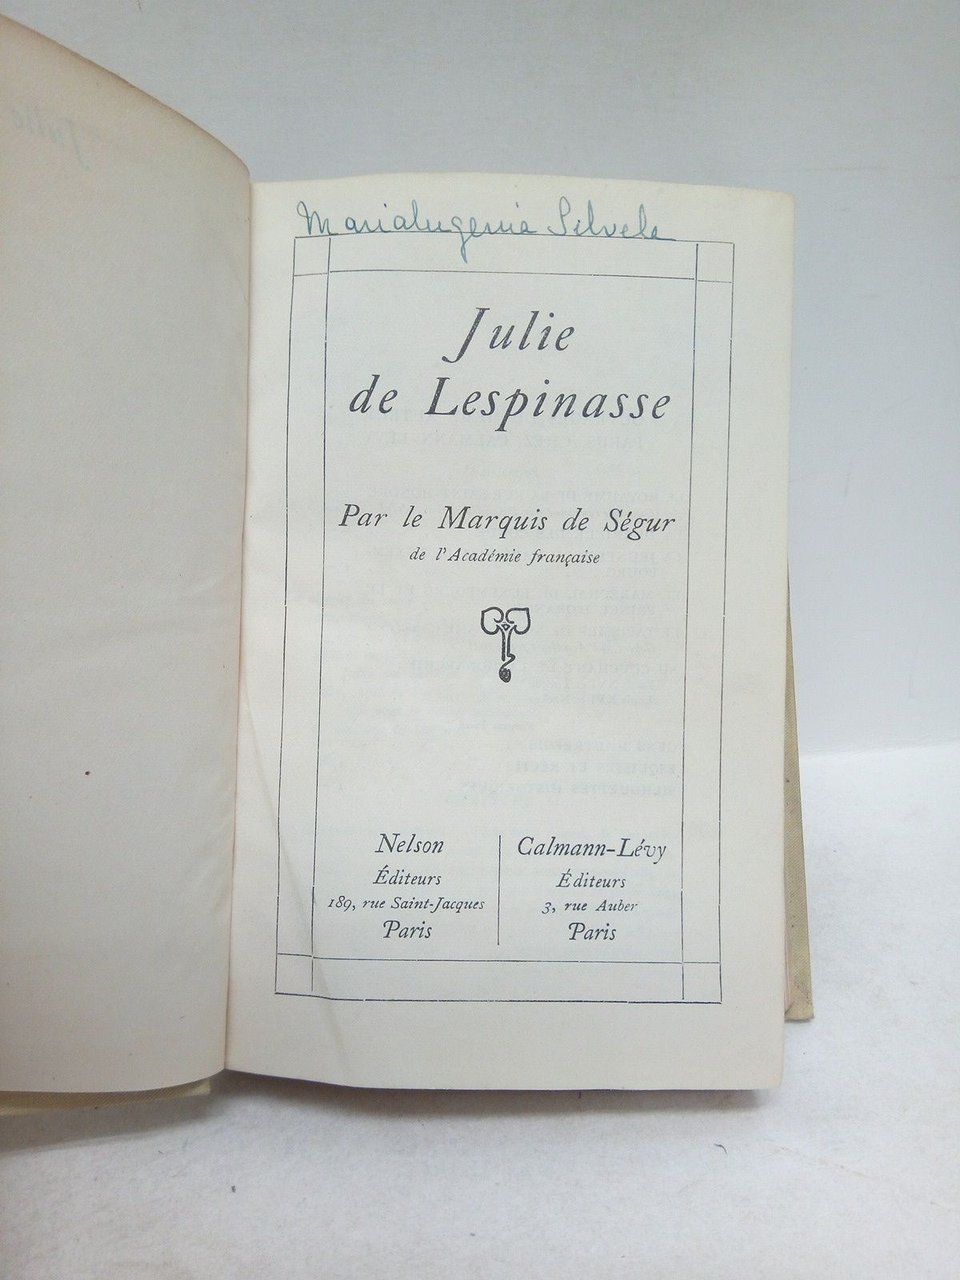 Marialugenia Silvela
Julie
de Lespinasse
Par le Marquis de Ségur
de l'Académie française
Nelson
Éditeurs
189, rue Saint-Jacques
Paris
Calmann-Lévy
Éditeurs
3, rue Auber
Paris